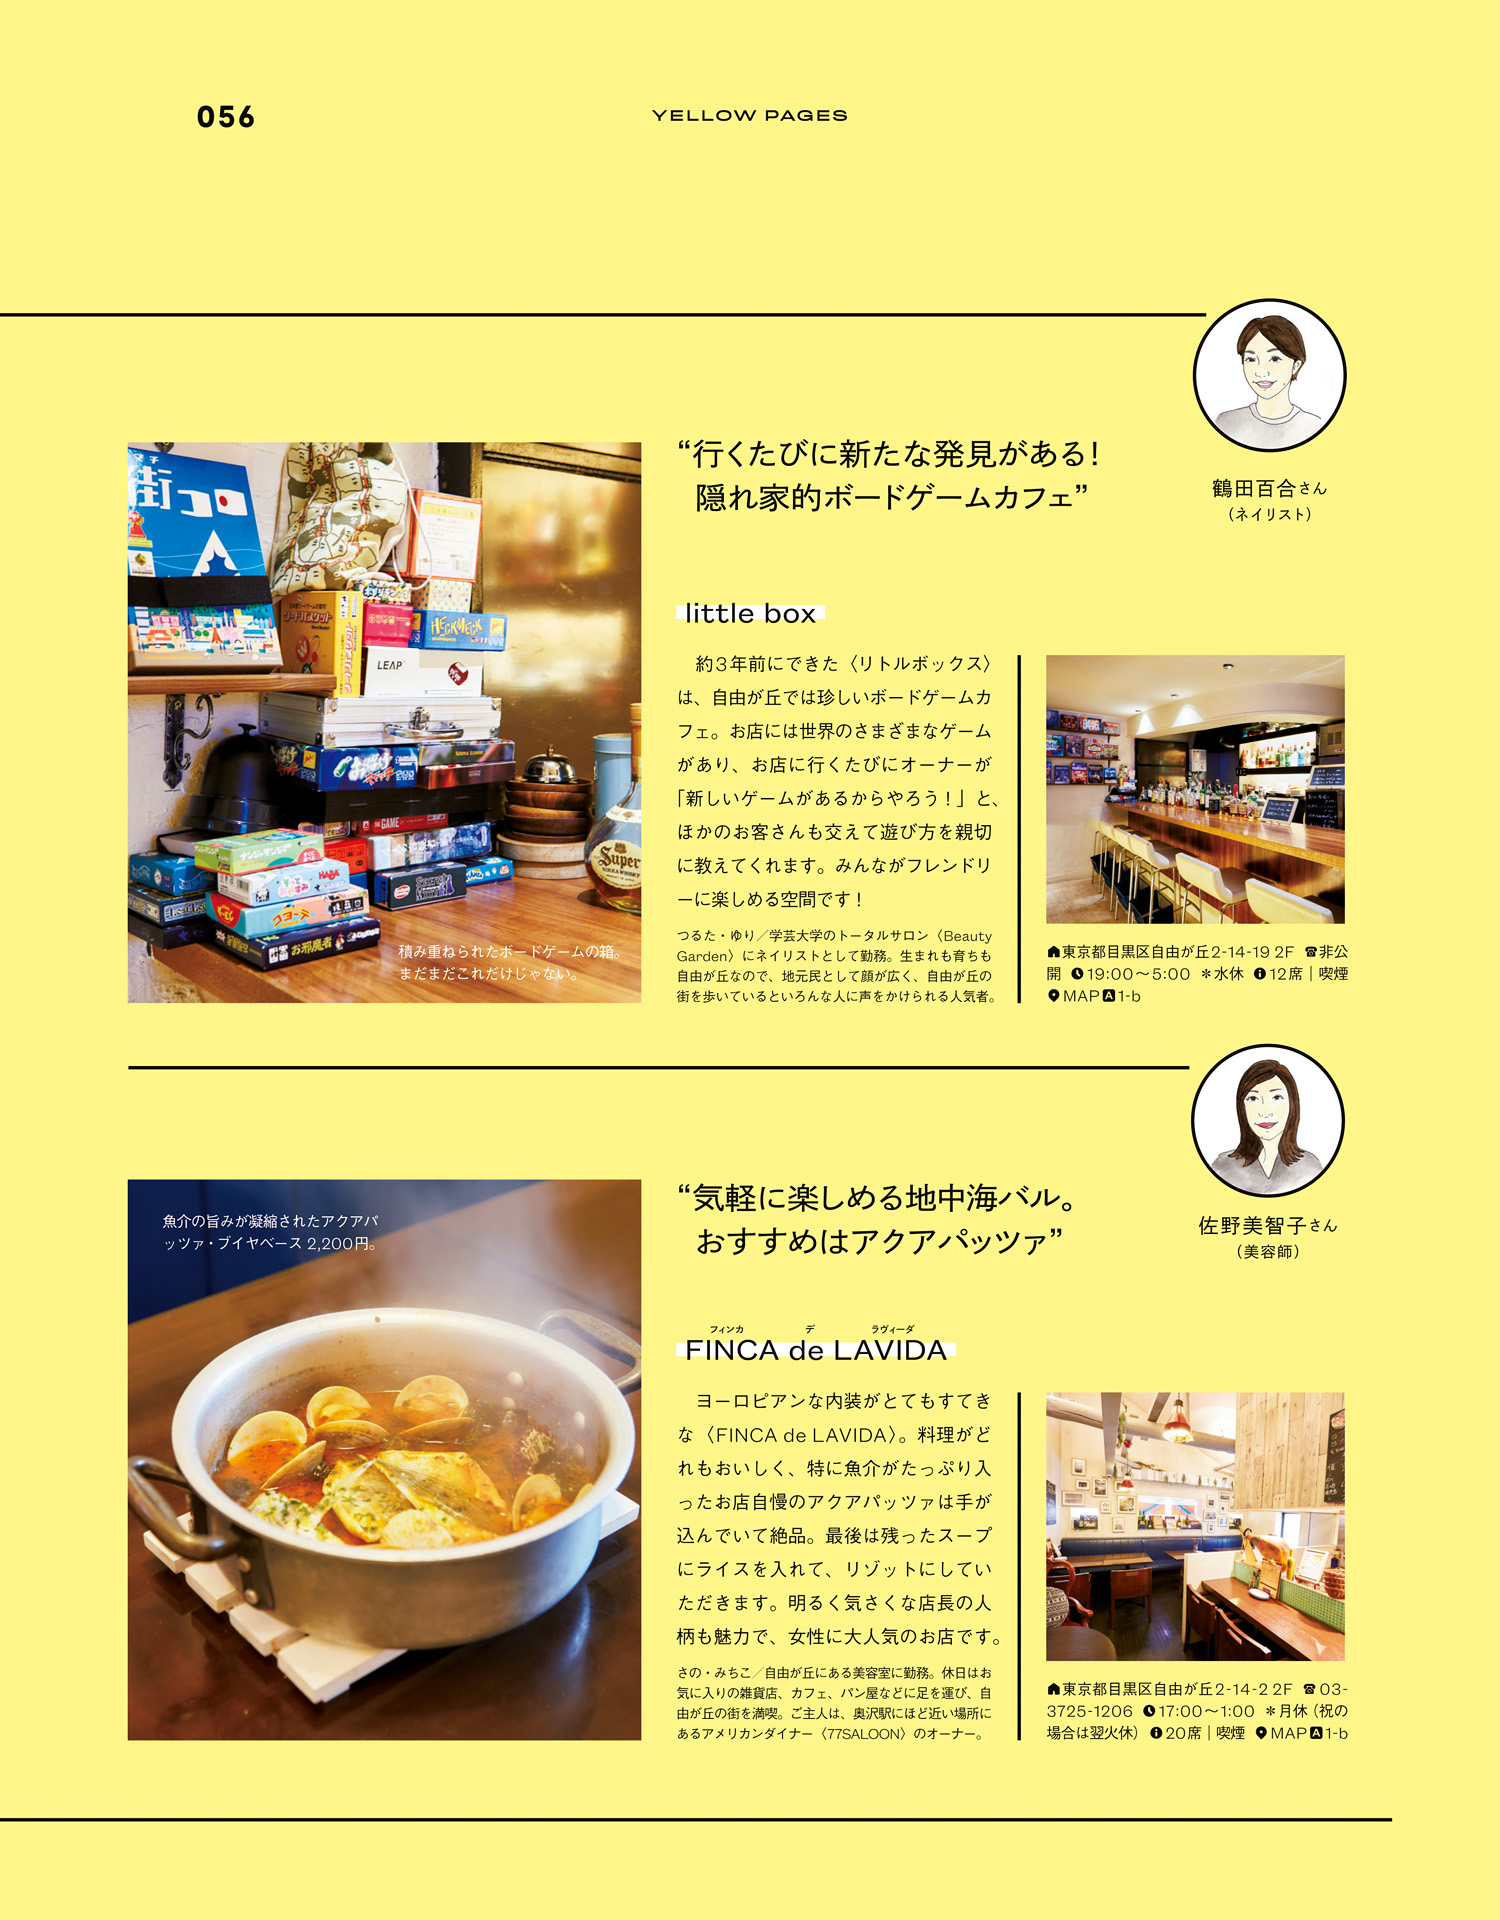 056
YELLOW PAGES
“行くたびに新たな発見がある！
隠れ家的ボードゲームカフェ”
鶴田百合さん
（ネイリスト）
little box
約3年前にできた〈リトルボックス〉
は、自由が丘では珍しいボードゲームカ
フェ。お店には世界のさまざまなゲーム
があり、お店に行くたびにオーナーが
「新しいゲームがあるからやろう！」と、
ほかのお客さんも交えて遊び方を親切
に教えてくれます。みんながフレンドリ
ーに楽しめる空間です！
つるた・ゆり／学芸大学のトータルサロン〈Beauty
Garden〉にネイリストとして勤務。生まれも育ちも
自由が丘なので、地元民として顔が広く、自由が丘の
街を歩いているといろんな人に声をかけられる人気者。
街コロ
HECKMECK
LEAP
GAME
HABA
コヨーテ
お邪魔者
Super
NIKKA WHISKY
積み重ねられたボードゲームの箱。
まだまだこれだけじゃない。
東京都目黒区自由が丘2-14-19 2F ☎非公
開 19:00〜5:00 ＊水休 12席｜喫煙
MAP A 1-b
“気軽に楽しめる地中海バル。
おすすめはアクアパッツァ”
佐野美智子さん
（美容師）
フィンカ デ ラヴィーダ
FINCA de LAVIDA
ヨーロピアンな内装がとてもすてき
な〈FINCA de LAVIDA〉。料理がど
れもおいしく、特に魚介がたっぷり入
ったお店自慢のアクアパッツァは手が
込んでいて絶品。最後は残ったスープ
にライスを入れて、リゾットにしてい
ただきます。明るく気さくな店長の人
柄も魅力で、女性に大人気のお店です。
さの・みちこ／自由が丘にある美容室に勤務。休日はお
気に入りの雑貨店、カフェ、パン屋などに足を運び、自
由が丘の街を満喫。ご主人は、奥沢駅にほど近い場所に
あるアメリカンダイナー〈77SALOON〉のオーナー。
魚介の旨みが凝縮されたアクアパ
ッツァ・ブイヤベース 2,200円。
東京都目黒区自由が丘2-14-2 2F ☎03-
3725-1206 17:00〜1:00 ＊月休（祝の
場合は翌火休） 20席｜喫煙 MAP A 1-b